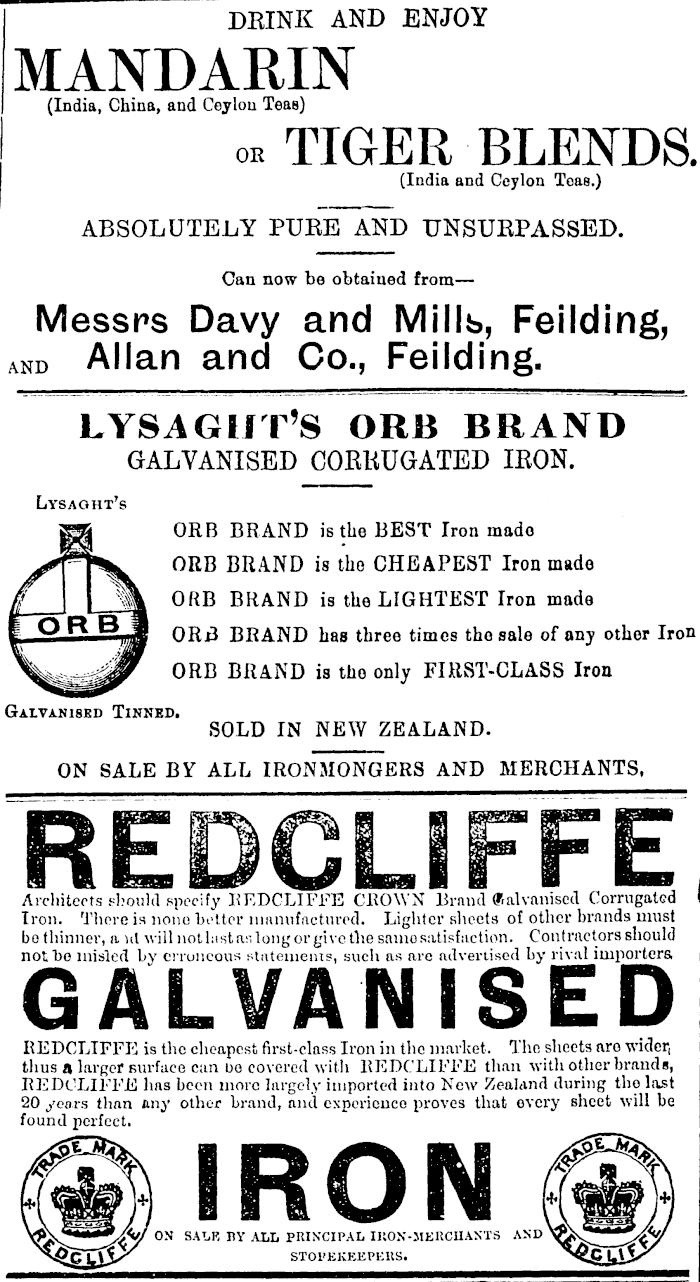 DRINK AND ENJOY
MANDARIN
(India, China, and Ceylon Teas)
OR TIGER BLENDS.
(India and Ceylon Teas.)
ABSOLUTELY PURE AND UNSURPASSED.
Can now be obtained from—
Messrs Davy and Mills, Feilding,
AND Allan and Co., Feilding.
LYSAGHT'S ORB BRAND
GALVANISED CORRUGATED IRON.
LYSAGHT'S
ORB
GALVANISED TINNED.
ORB BRAND is the BEST Iron made
ORB BRAND is the CHEAPEST Iron made
ORB BRAND is the LIGHTEST Iron made
ORB BRAND has three times the sale of any other Iron
ORB BRAND is the only FIRST-CLASS Iron
SOLD IN NEW ZEALAND.
ON SALE BY ALL IRONMONGERS AND MERCHANTS,
REDCLIFFE
Architects should specify REDCLIFFE CROWN Brand Galvanised Corrugated
Iron. There is none better manufactured. Lighter sheets of other brands must
be thinner, and will not last as long or give the same satisfaction. Contractors should
not be misled by erroneous statements, such as are advertised by rival importers
GALVANISED
REDCLIFFE is the cheapest first-class Iron in the market. The sheets are wider,
thus a larger surface can be covered with REDCLIFFE than with other brands,
REDCLIFFE has been more largely imported into New Zealand during the last
20 years than any other brand, and experience proves that every sheet will be
found perfect.
TRADE MARK
REDCLIFFE
IRON
TRADE MARK
REDCLIFFE
ON SALE BY ALL PRINCIPAL IRON-MERCHANTS AND
STOREKEEPERS.